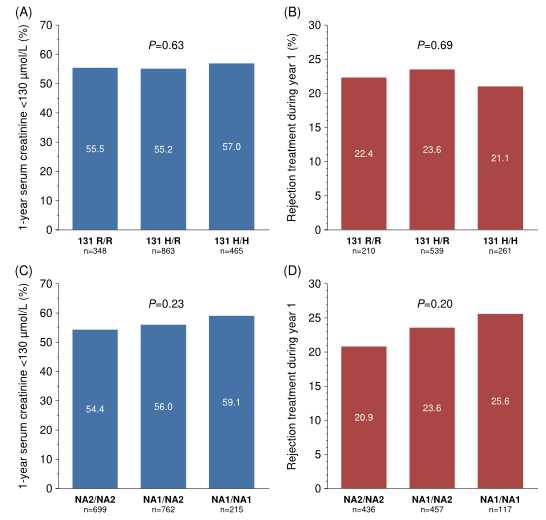 (A)
P=0.63
1-year serum creatinine <130 µmol/L (%)
70
60
50
40
30
20
10
0
55.5
55.2
57.0
131 R/R 131 H/R 131 H/H
n=348 n=863 n=465
(B)
P=0.69
Rejection treatment during year 1 (%)
30
25
20
15
10
5
0
22.4
23.6
21.1
131 R/R 131 H/R 131 H/H
n=210 n=539 n=261
(C)
P=0.23
1-year serum creatinine <130 µmol/L (%)
70
60
50
40
30
20
10
0
54.4
56.0
59.1
NA2/NA2 NA1/NA2 NA1/NA1
n=699 n=762 n=215
(D)
P=0.20
Rejection treatment during year 1
30
25
20
15
10
5
0
20.9
23.6
25.6
NA2/NA2 NA1/NA2 NA1/NA1
n=436 n=457 n=117